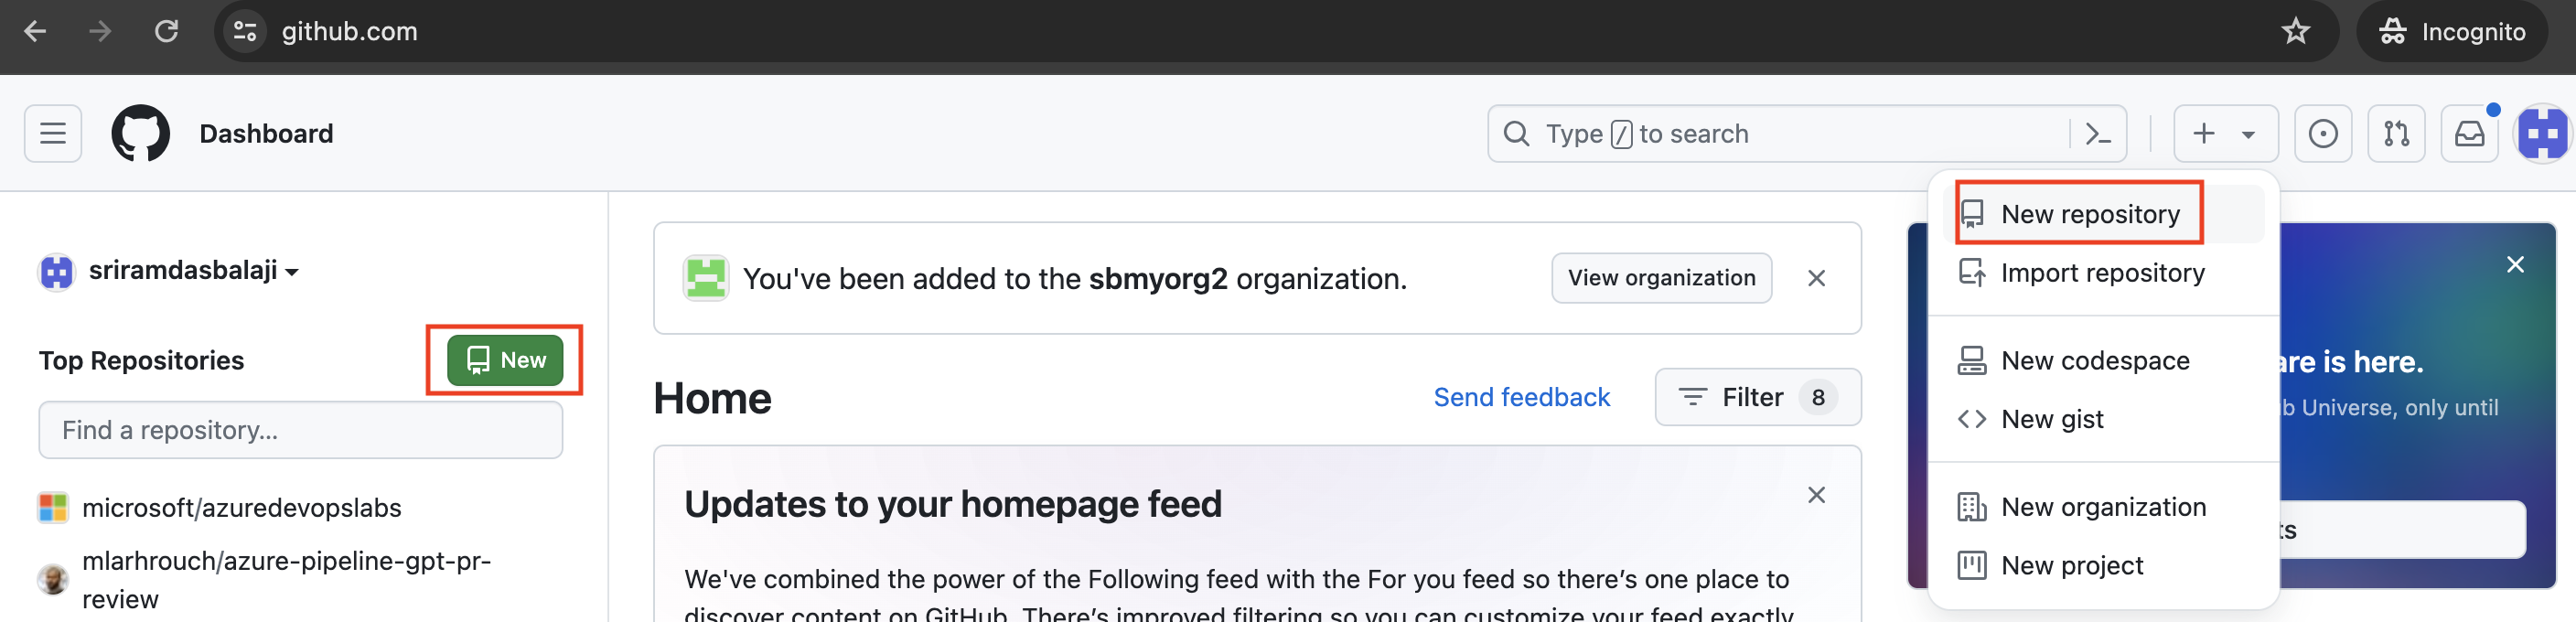 github.com
Incognito
Dashboard
Type / to search
sriramdasbalaji
Top Repositories
New
Find a repository...
microsoft/azuredevopslabs
mlarhrouch/azure-pipeline-gpt-pr-
review
You've been added to the sbmyorg2 organization.
View organization
Home
Send feedback
Filter 8
Updates to your homepage feed
We've combined the power of the Following feed with the For you feed so there's one place to
discover content on GitHub. There's improved filtering so you can customize your feed exactly
New repository
Import repository
New codespace
New gist
New organization
New project
are is here.
b Universe, only until
ts